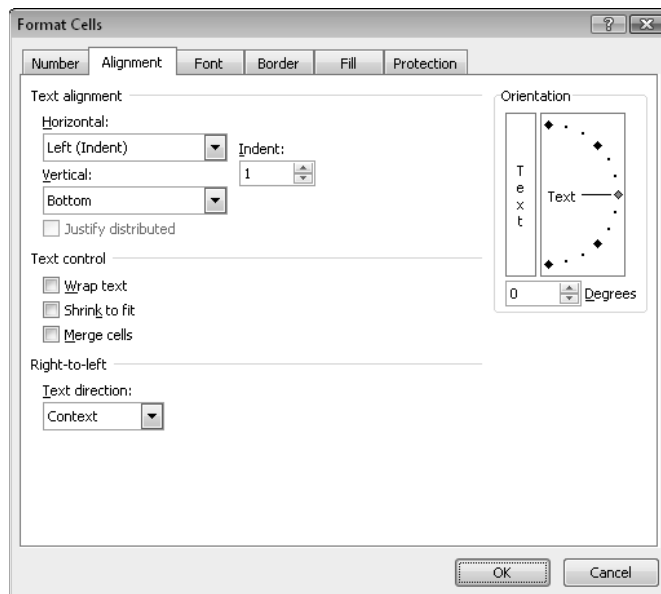 Format Cells
Number Alignment Font Border Fill Protection
Text alignment
Horizontal:
Left (Indent)
Indent:
1
Vertical:
Bottom
Justify distributed
Text control
Wrap text
Shrink to fit
Merge cells
Right-to-left
Text direction:
Context
Orientation
Text
Text
0 Degrees
OK Cancel